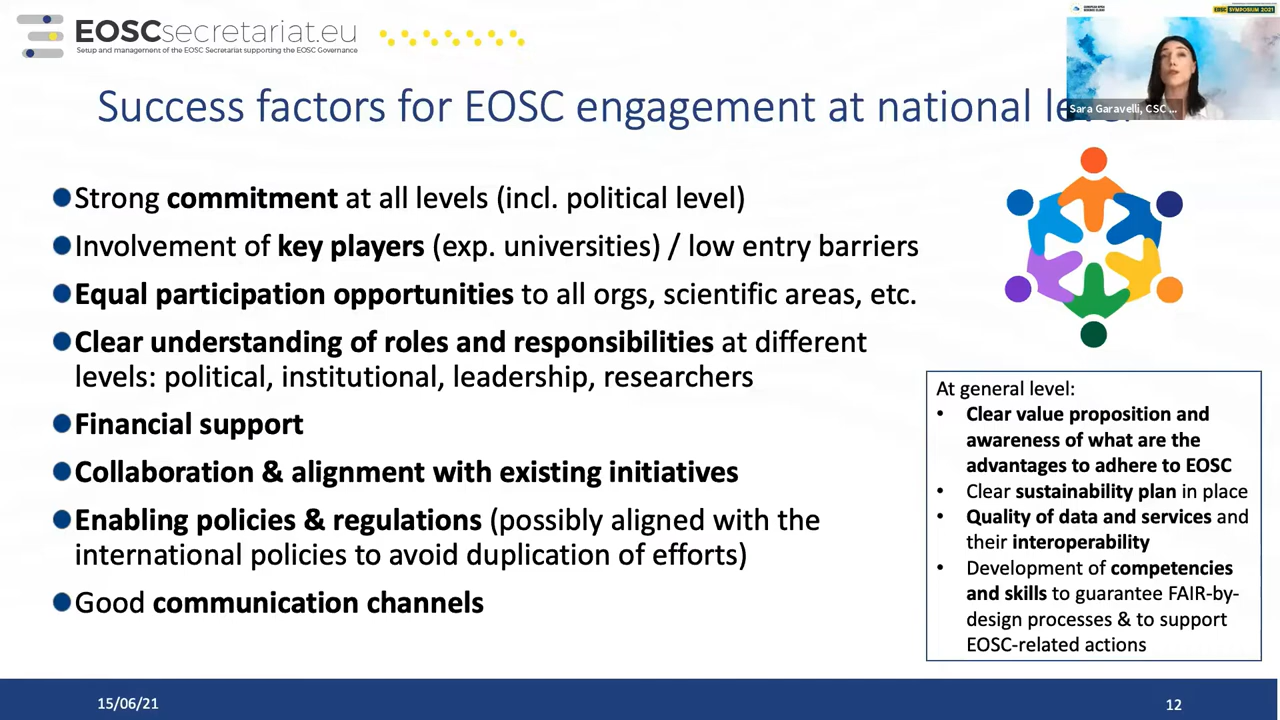 EOSCsecretariat.eu
Setup and management of the EOSC Secretariat supporting the EOSC Governance
EOSC SYMPOSIUM 2021
Sara Garavelli, CSC ...
Success factors for EOSC engagement at national level
Strong commitment at all levels (incl. political level)
Involvement of key players (exp. universities) / low entry barriers
Equal participation opportunities to all orgs, scientific areas, etc.
Clear understanding of roles and responsibilities at different
levels: political, institutional, leadership, researchers
Financial support
Collaboration & alignment with existing initiatives
Enabling policies & regulations (possibly aligned with the
international policies to avoid duplication of efforts)
Good communication channels
At general level:
• Clear value proposition and
awareness of what are the
advantages to adhere to EOSC
• Clear sustainability plan in place
• Quality of data and services and
their interoperability
• Development of competencies
and skills to guarantee FAIR-by-
design processes & to support
EOSC-related actions
15/06/21
12